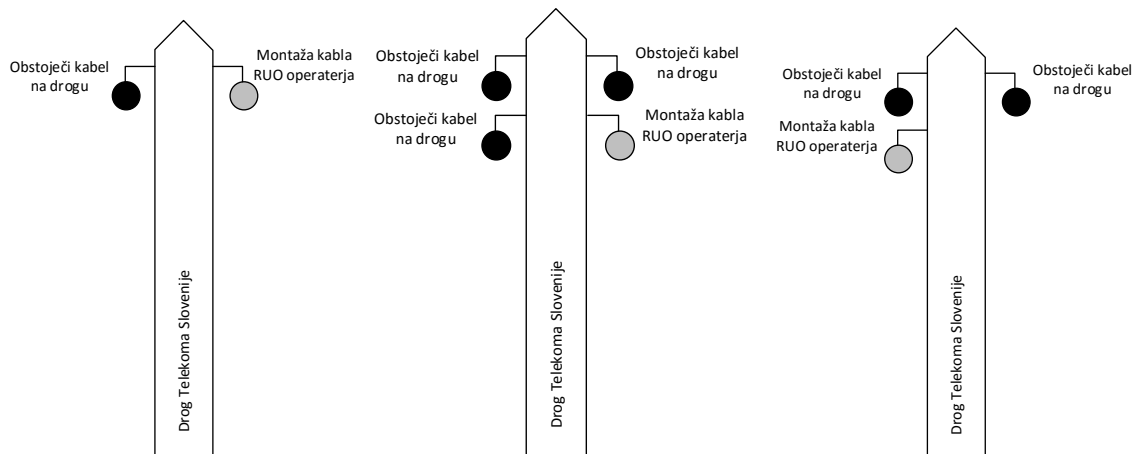 Obstoječi kabel
na drogu
Montaža kabla
RUO operaterja
Drog Telekoma Slovenije
Obstoječi kabel
na drogu
Obstoječi kabel
na drogu
Obstoječi kabel
na drogu
Montaža kabla
RUO operaterja
Drog Telekoma Slovenije
Obstoječi kabel
na drogu
Obstoječi kabel
na drogu
Montaža kabla
RUO operaterja
Drog Telekoma Slovenije